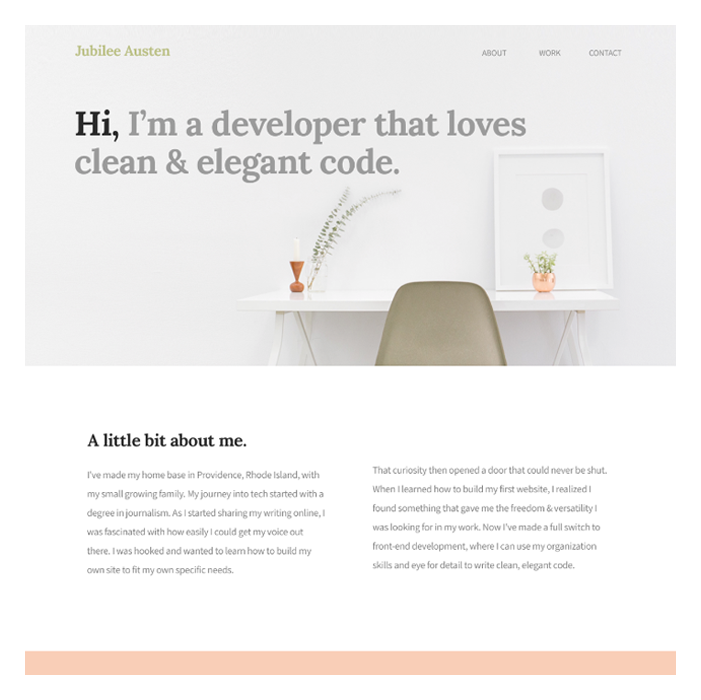 Jubilee Austen
ABOUT WORK CONTACT
Hi, I'm a developer that loves
clean & elegant code.
A little bit about me.
I've made my home base in Providence, Rhode Island, with
my small growing family. My journey into tech started with a
degree in journalism. As I started sharing my writing online, I
was fascinated with how easily I could get my voice out
there. I was hooked and wanted to learn how to build my
own site to fit my own specific needs.
That curiosity then opened a door that could never be shut.
When I learned how to build my first website, I realized I
found something that gave me the freedom & versatility I
was looking for in my work. Now I've made a full switch to
front-end development, where I can use my organization
skills and eye for detail to write clean, elegant code.